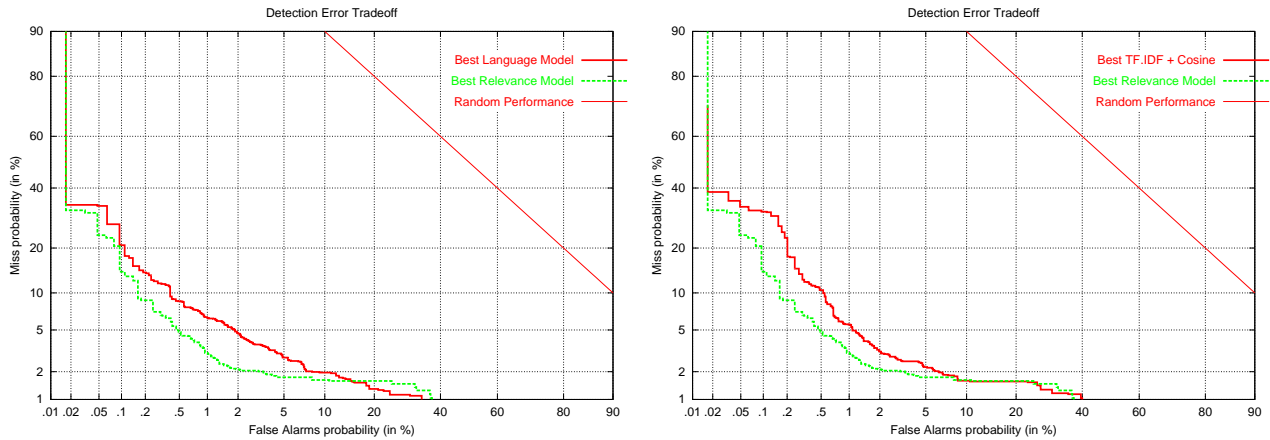 Detection Error Tradeoff
90
80
60
40
20
10
5
2
1
Miss probability (in %)
Best Language Model
Best Relevance Model
Random Performance
.01 .02 .05 .1 .2 .5 1 2 5 10 20 40 60 80 90
False Alarms probability (in %)
Detection Error Tradeoff
90
80
60
40
20
10
5
2
1
Miss probability (in %)
Best TF.IDF + Cosine
Best Relevance Model
Random Performance
.01 .02 .05 .1 .2 .5 1 2 5 10 20 40 60 80 90
False Alarms probability (in %)